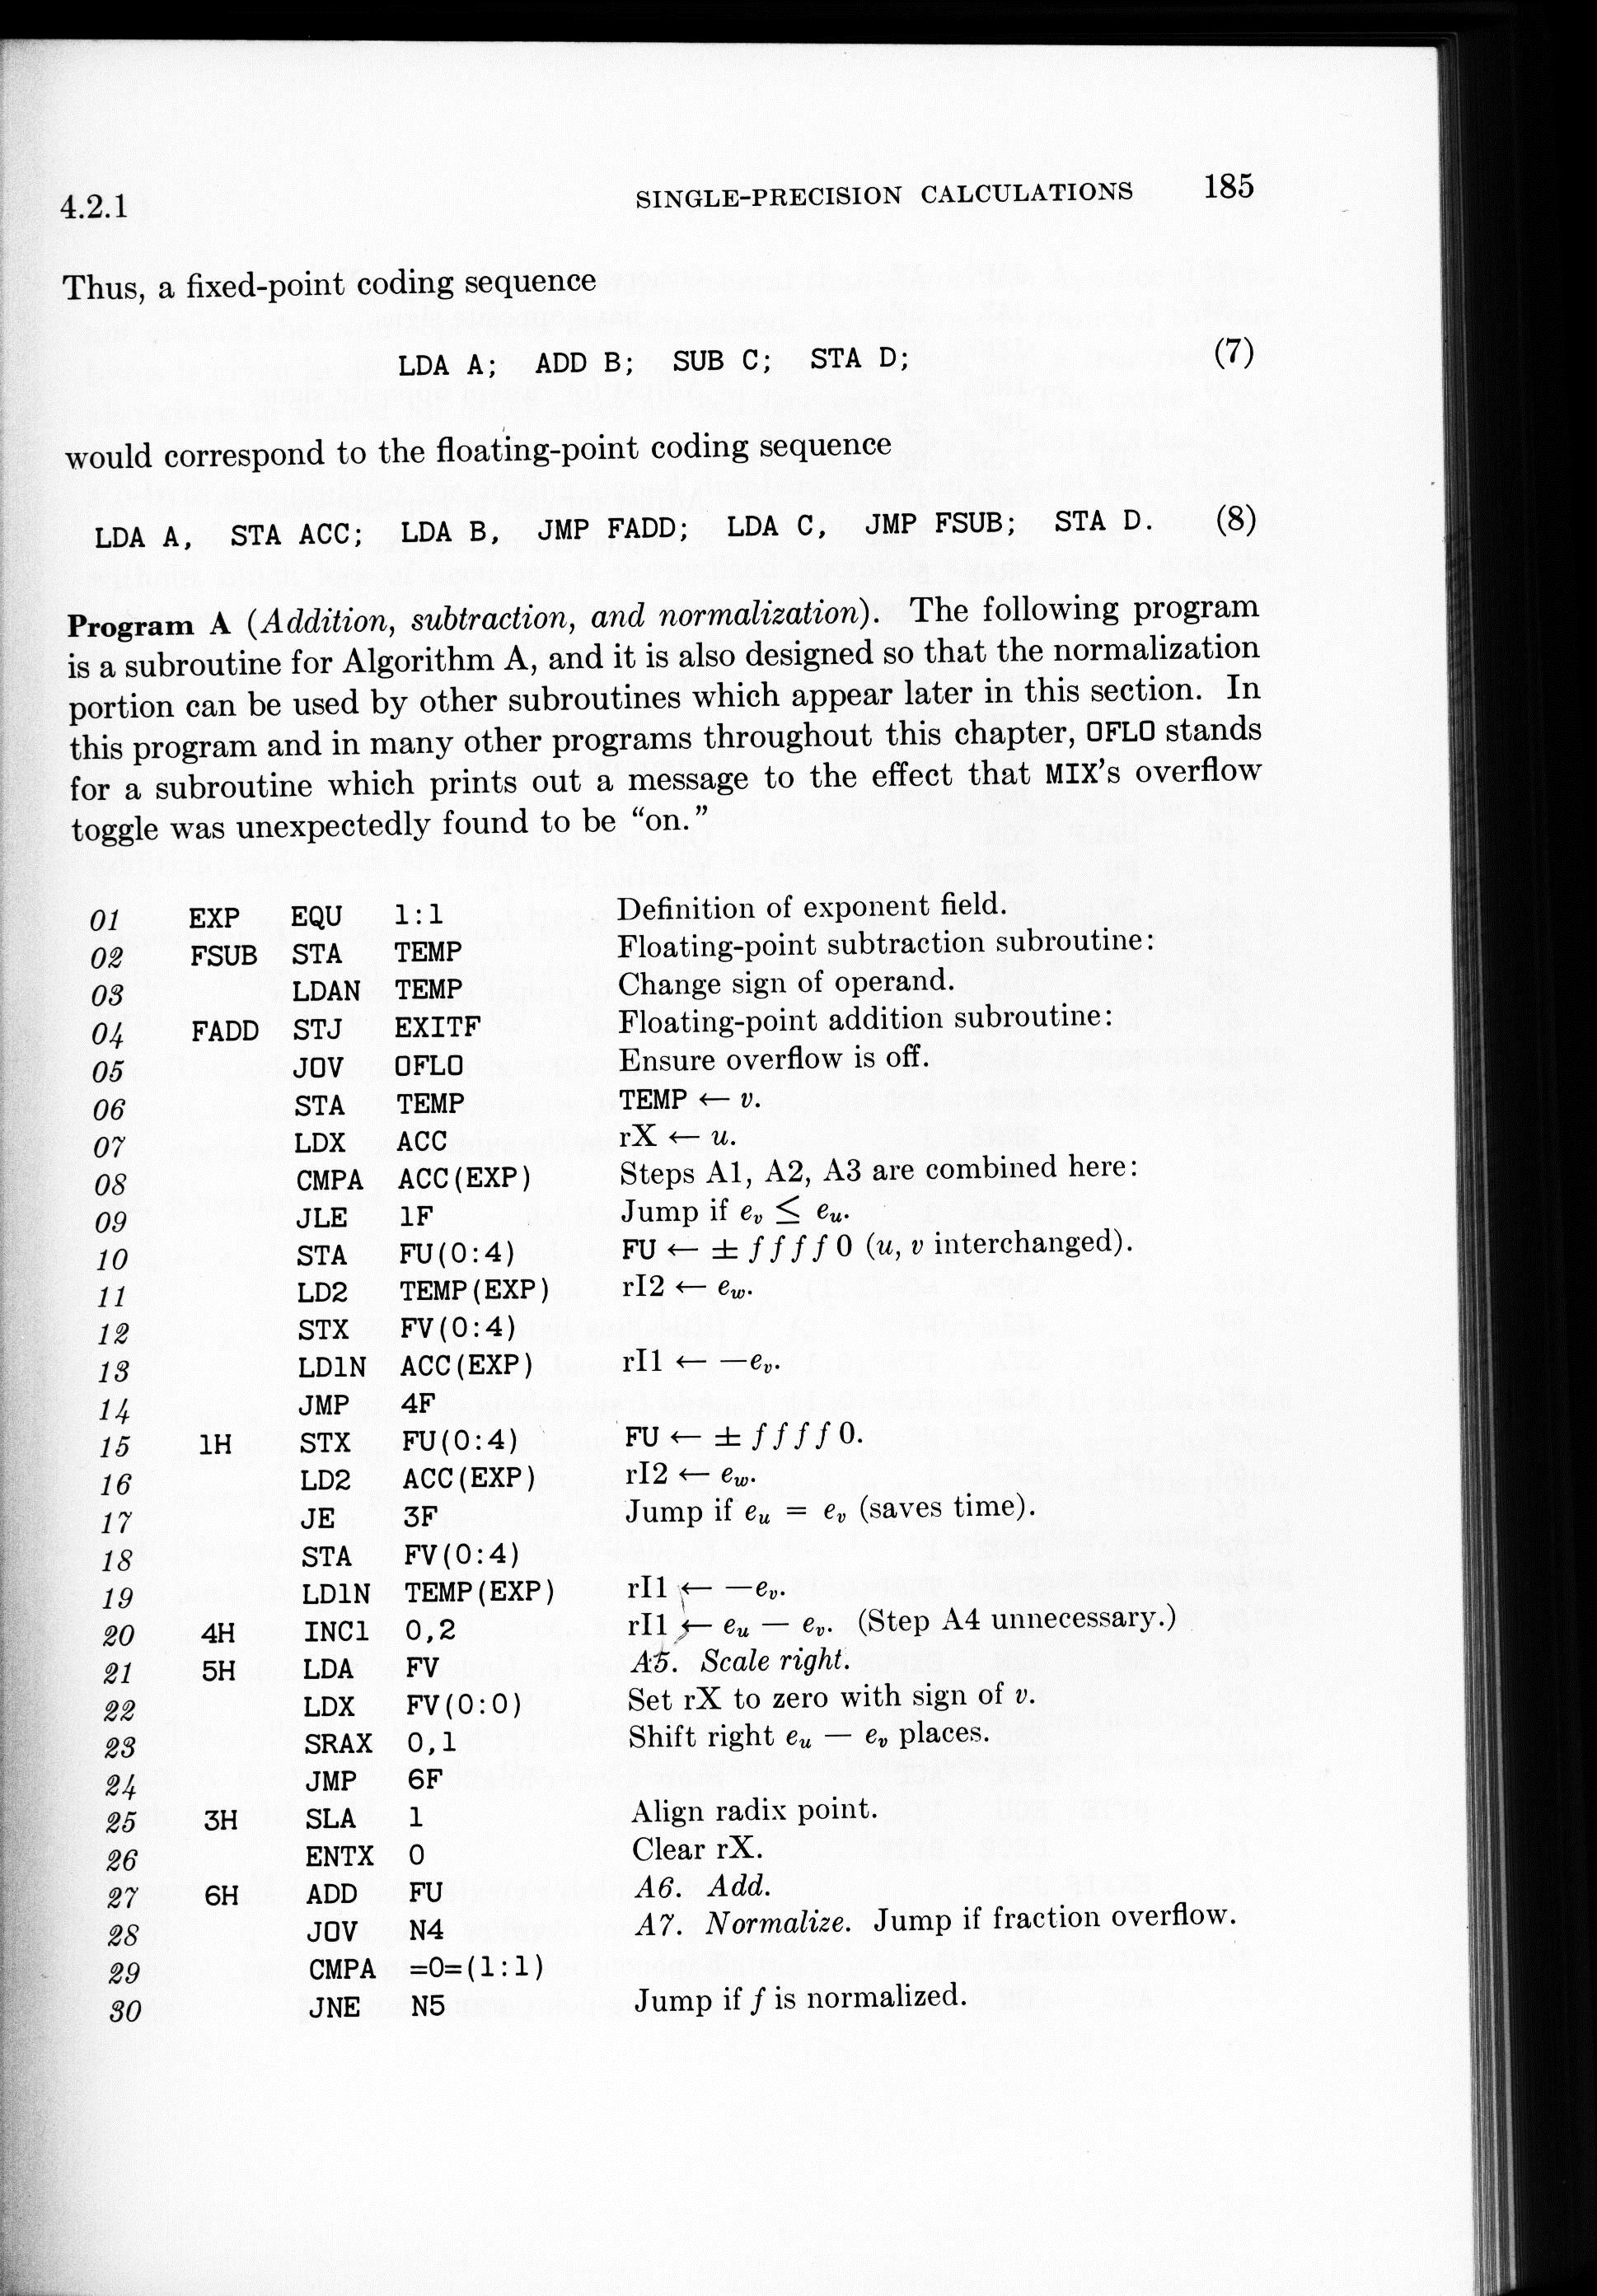 4.2.1 SINGLE-PRECISION CALCULATIONS 185
Thus, a fixed-point coding sequence
LDA A; ADD B; SUB C; STA D; (7)
would correspond to the floating-point coding sequence
LDA A, STA ACC; LDA B, JMP FADD; LDA C, JMP FSUB; STA D. (8)
Program A (Addition, subtraction, and normalization). The following program
is a subroutine for Algorithm A, and it is also designed so that the normalization
portion can be used by other subroutines which appear later in this section. In
this program and in many other programs throughout this chapter, OFLO stands
for a subroutine which prints out a message to the effect that MIX's overflow
toggle was unexpectedly found to be “on.”
01 EXP EQU 1:1 Definition of exponent field.
02 FSUB STA TEMP Floating-point subtraction subroutine:
03 LDAN TEMP Change sign of operand.
04 FADD STJ EXITF Floating-point addition subroutine:
05 JOV OFLO Ensure overflow is off.
06 STA TEMP TEMP ← v.
07 LDX ACC rX ← u.
08 CMPA ACC(EXP) Steps A1, A2, A3 are combined here:
09 JLE 1F Jump if e_v ≤ e_u.
10 STA FU(0:4) FU ← ± f f f f 0 (u, v interchanged).
11 LD2 TEMP(EXP) rI2 ← e_w.
12 STX FV(0:4)
13 LD1N ACC(EXP) rI1 ← −e_v.
14 JMP 4F
15 1H STX FU(0:4) FU ← ± f f f f 0.
16 LD2 ACC(EXP) rI2 ← e_w.
17 JE 3F Jump if e_u = e_v (saves time).
18 STA FV(0:4)
19 LD1N TEMP(EXP) rI1 ← −e_v.
20 4H INC1 0,2 rI1 ← e_u − e_v. (Step A4 unnecessary.)
21 5H LDA FV A5. Scale right.
22 LDX FV(0:0) Set rX to zero with sign of v.
23 SRAX 0,1 Shift right e_u − e_v places.
24 JMP 6F
25 3H SLA 1 Align radix point.
26 ENTX 0 Clear rX.
27 6H ADD FU A6. Add.
28 JOV N4 A7. Normalize. Jump if fraction overflow.
29 CMPA =0=(1:1)
30 JNE N5 Jump if f is normalized.